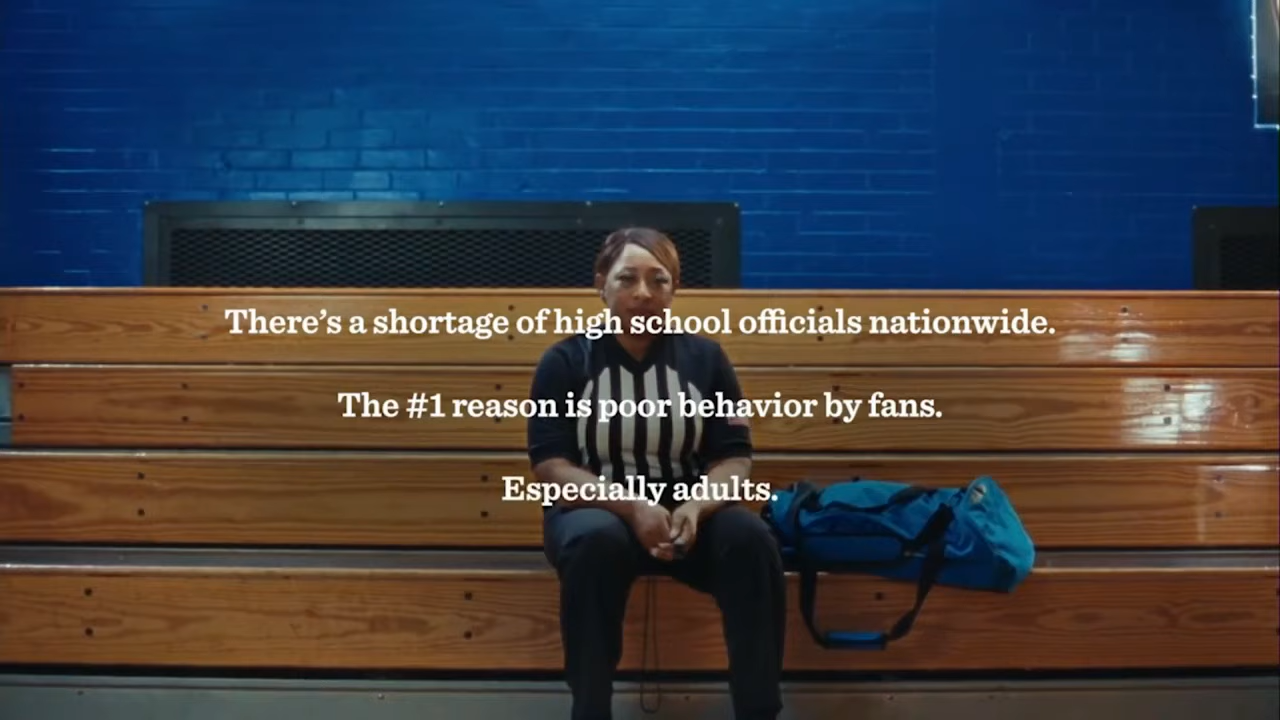 There’s a shortage of high school officials nationwide.
The #1 reason is poor behavior by fans.
Especially adults.